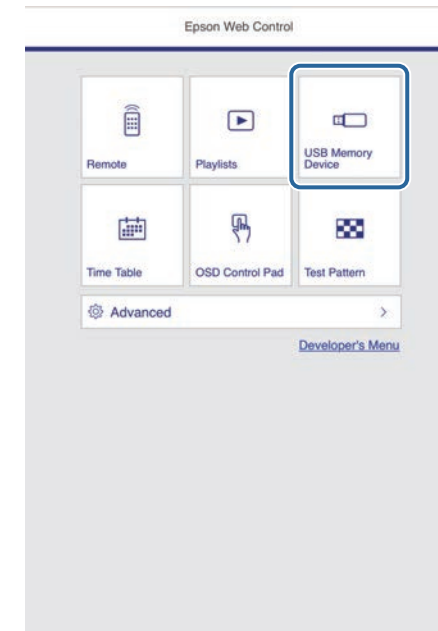 Epson Web Control
Remote
Playlists
USB Memory
Device
Time Table
OSD Control Pad
Test Pattern
Advanced
Developer's Menu